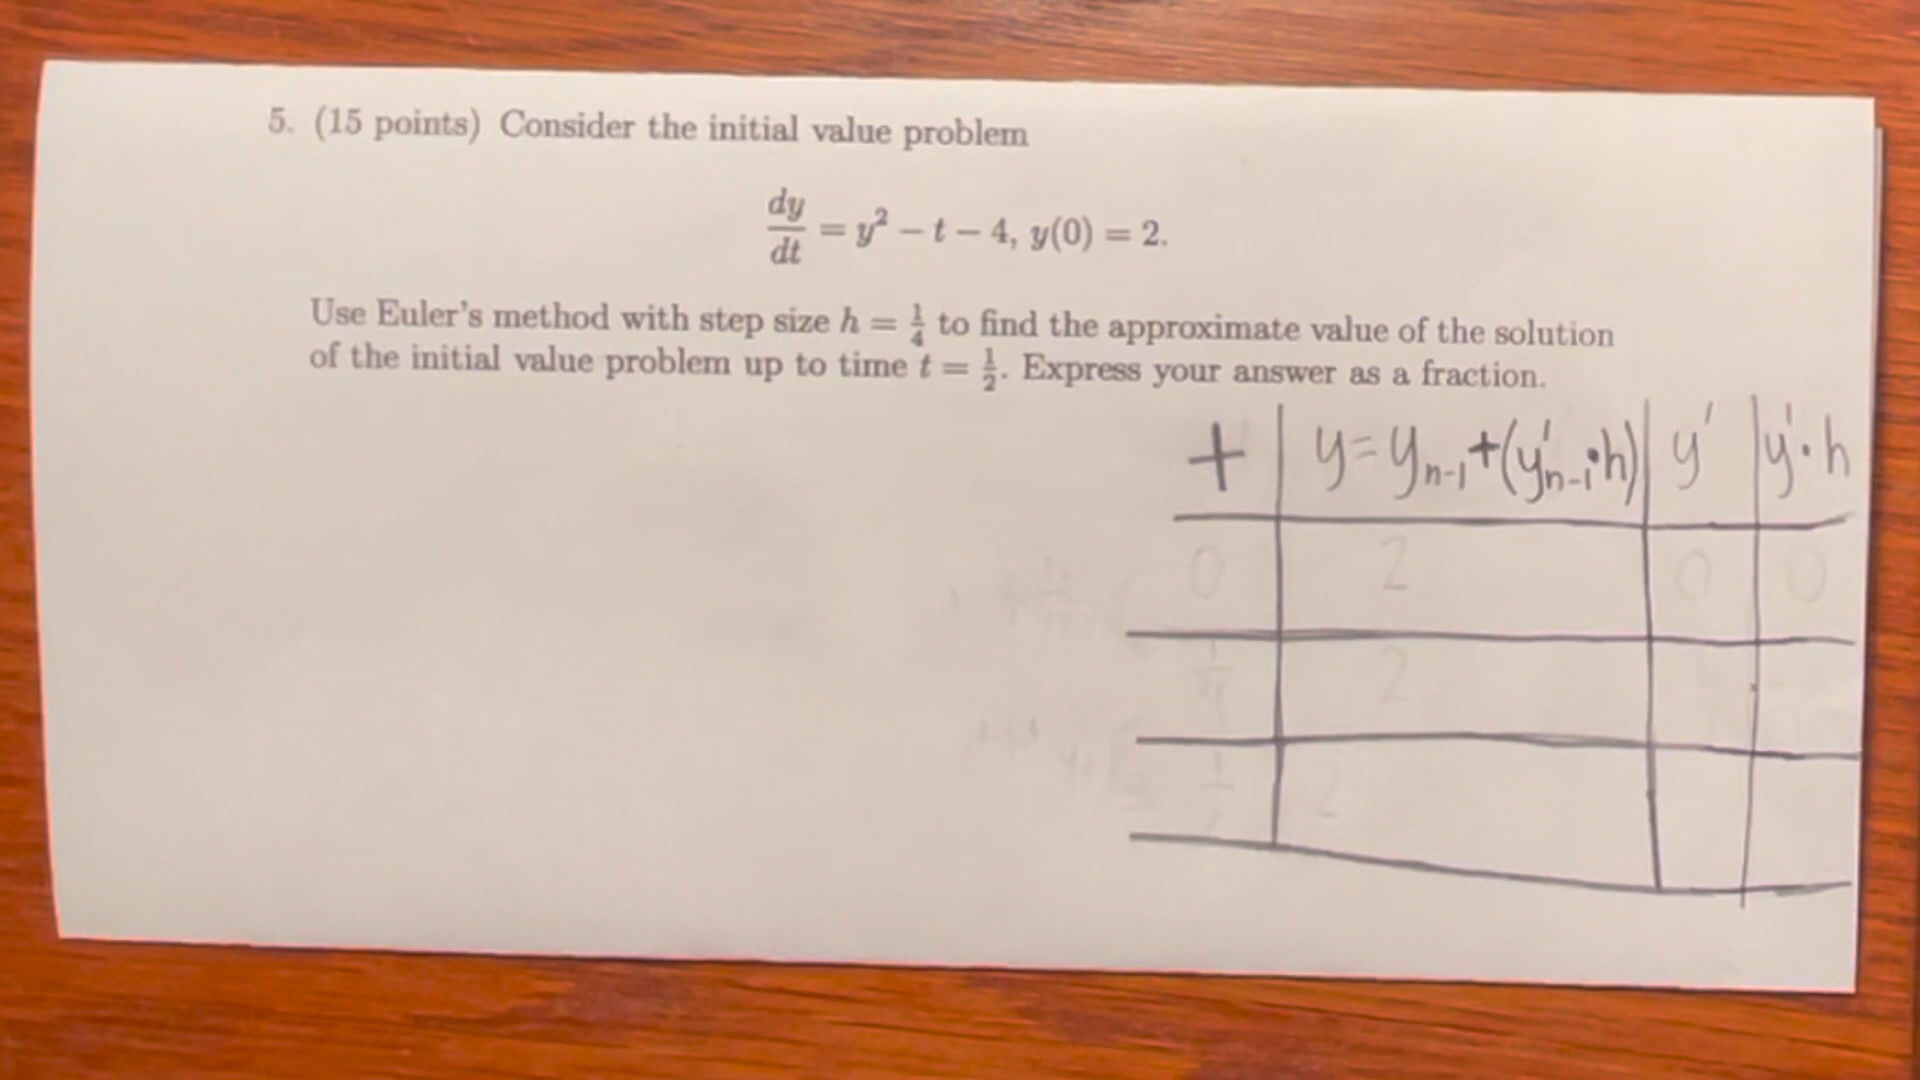 5. (15 points) Consider the initial value problem
dy/dt = y² − t − 4, y(0) = 2.
Use Euler's method with step size h = 1/4 to find the approximate value of the solution
of the initial value problem up to time t = 1/2. Express your answer as a fraction.
t y=yₙ₋₁+(y'ₙ₋₁·h) y' y'·h
0 2 0 0
1/4 2
2